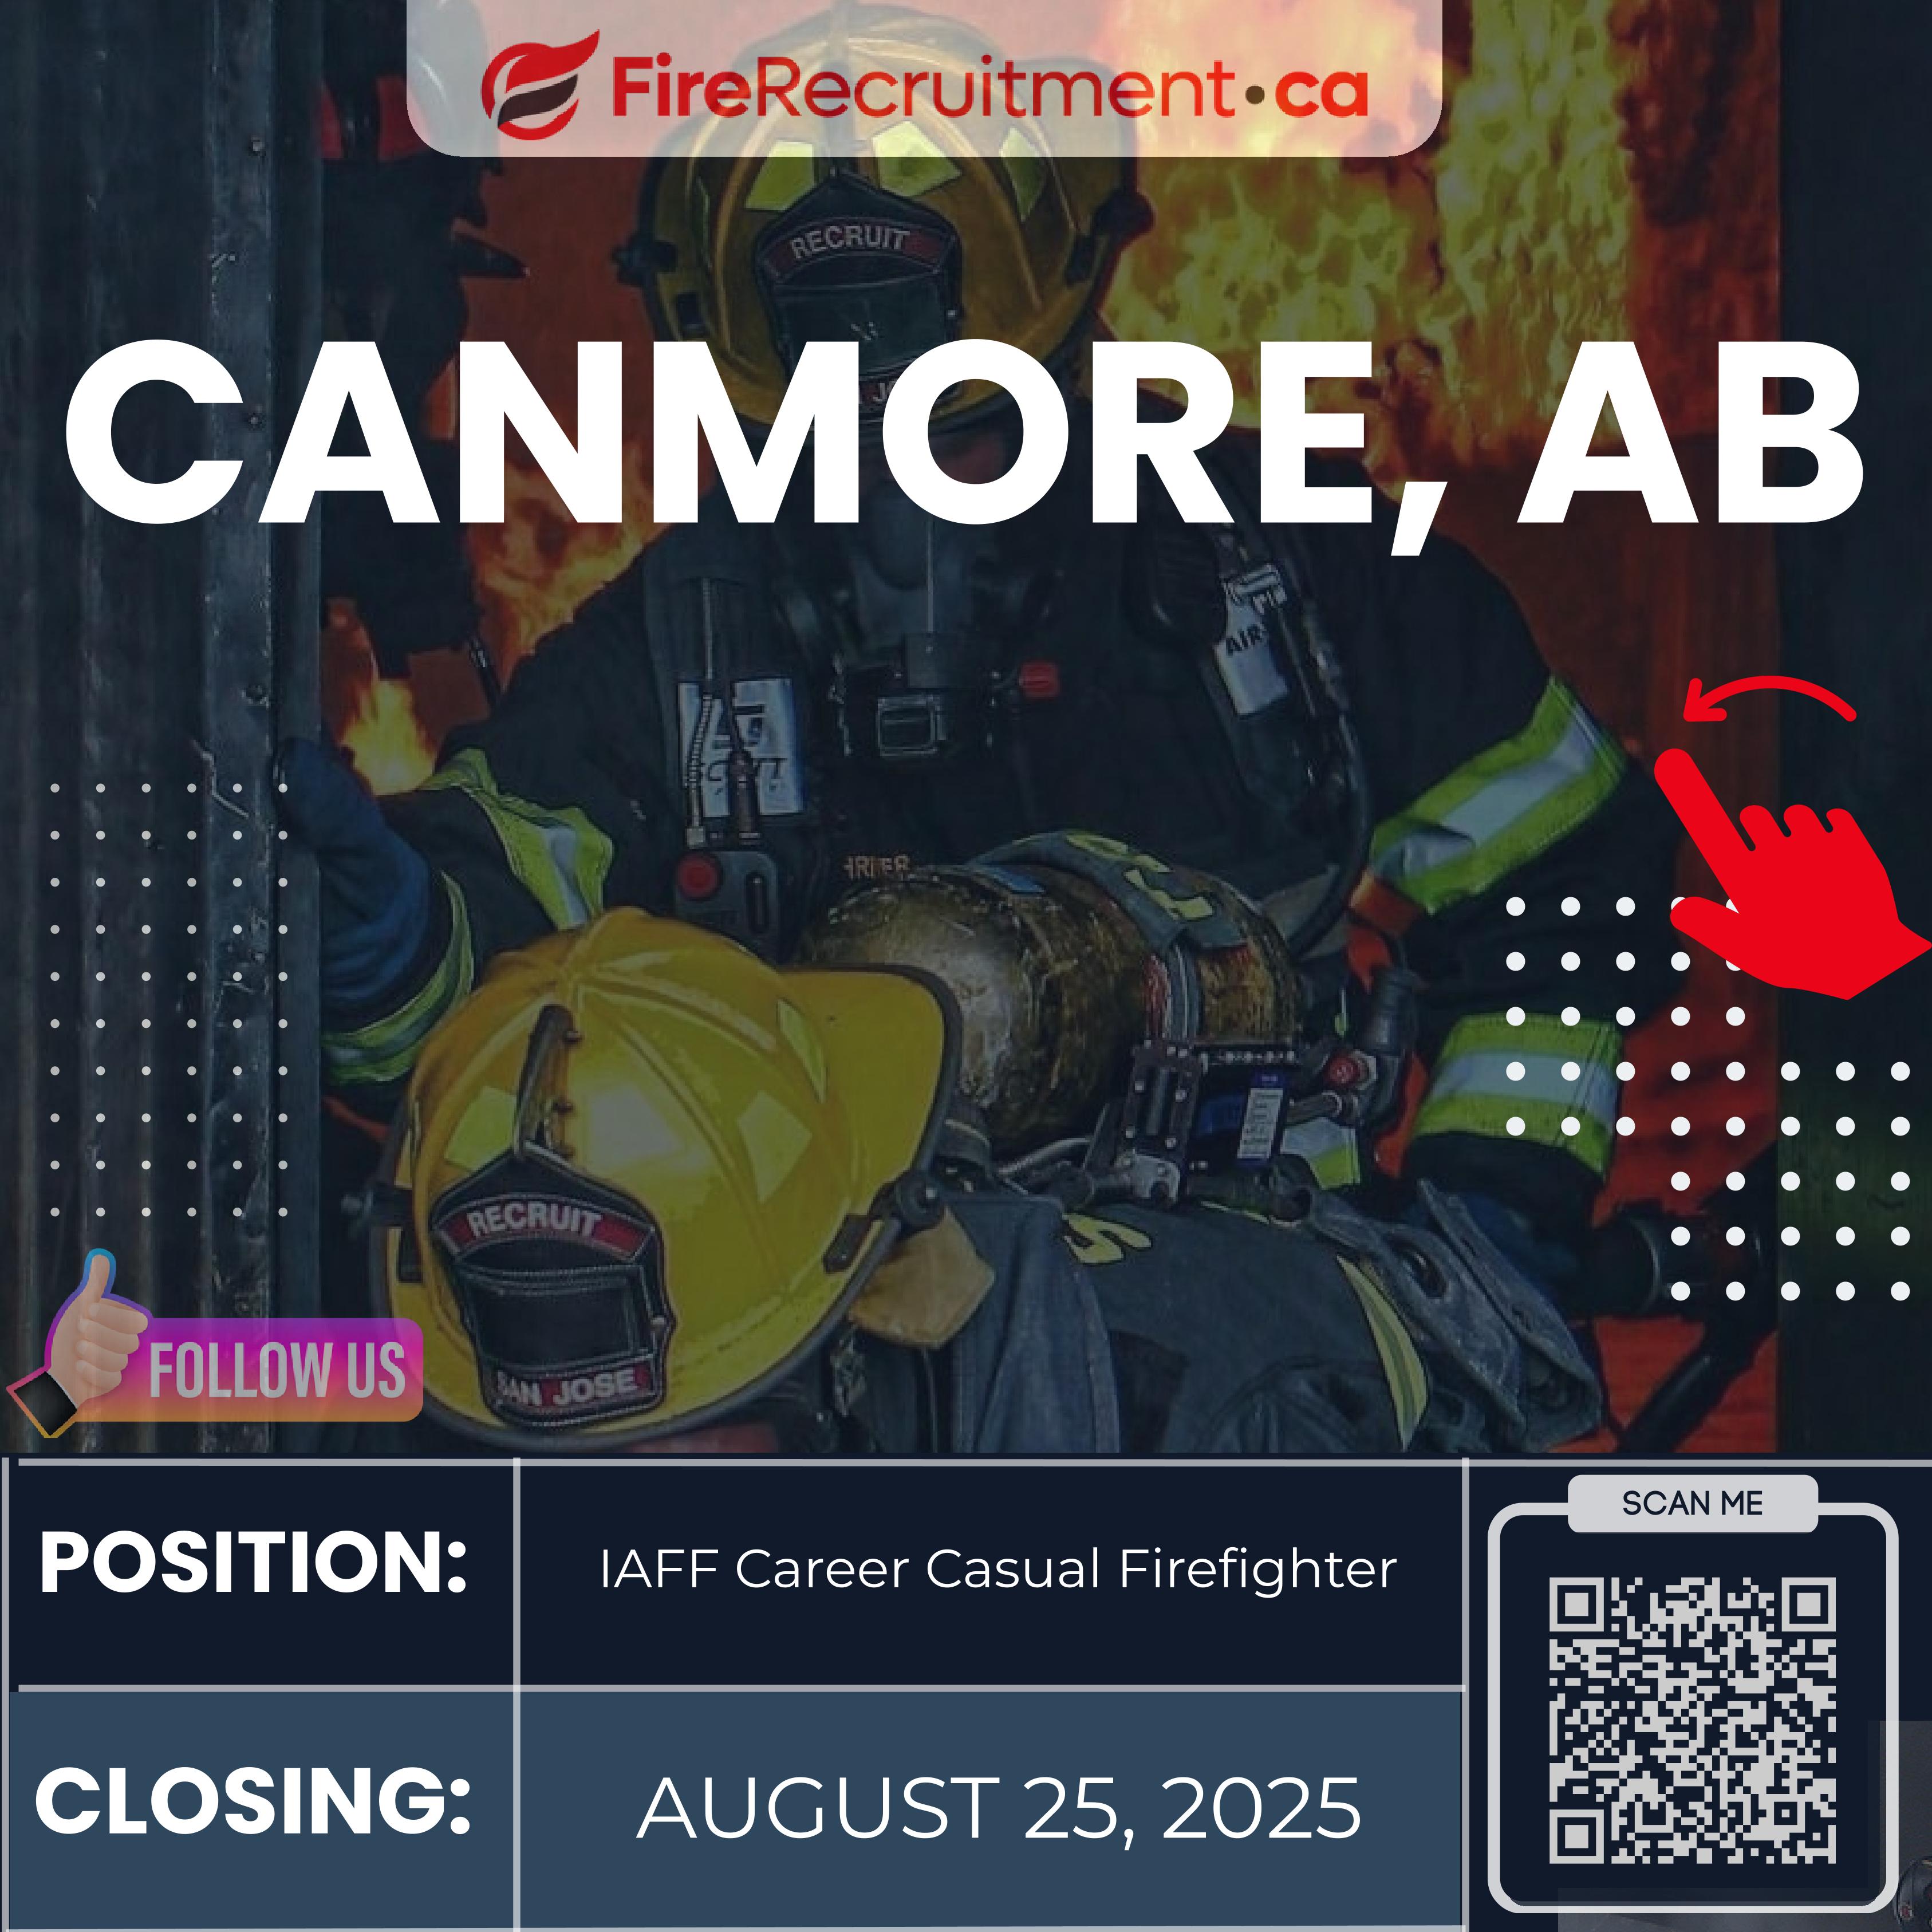 FireRecruitment.ca
RECRUIT
CANMORE, AB
AIR
RECRUIT
SAN JOSE
FOLLOW US
POSITION:
IAFF Career Casual Firefighter
SCAN ME
CLOSING:
AUGUST 25, 2025